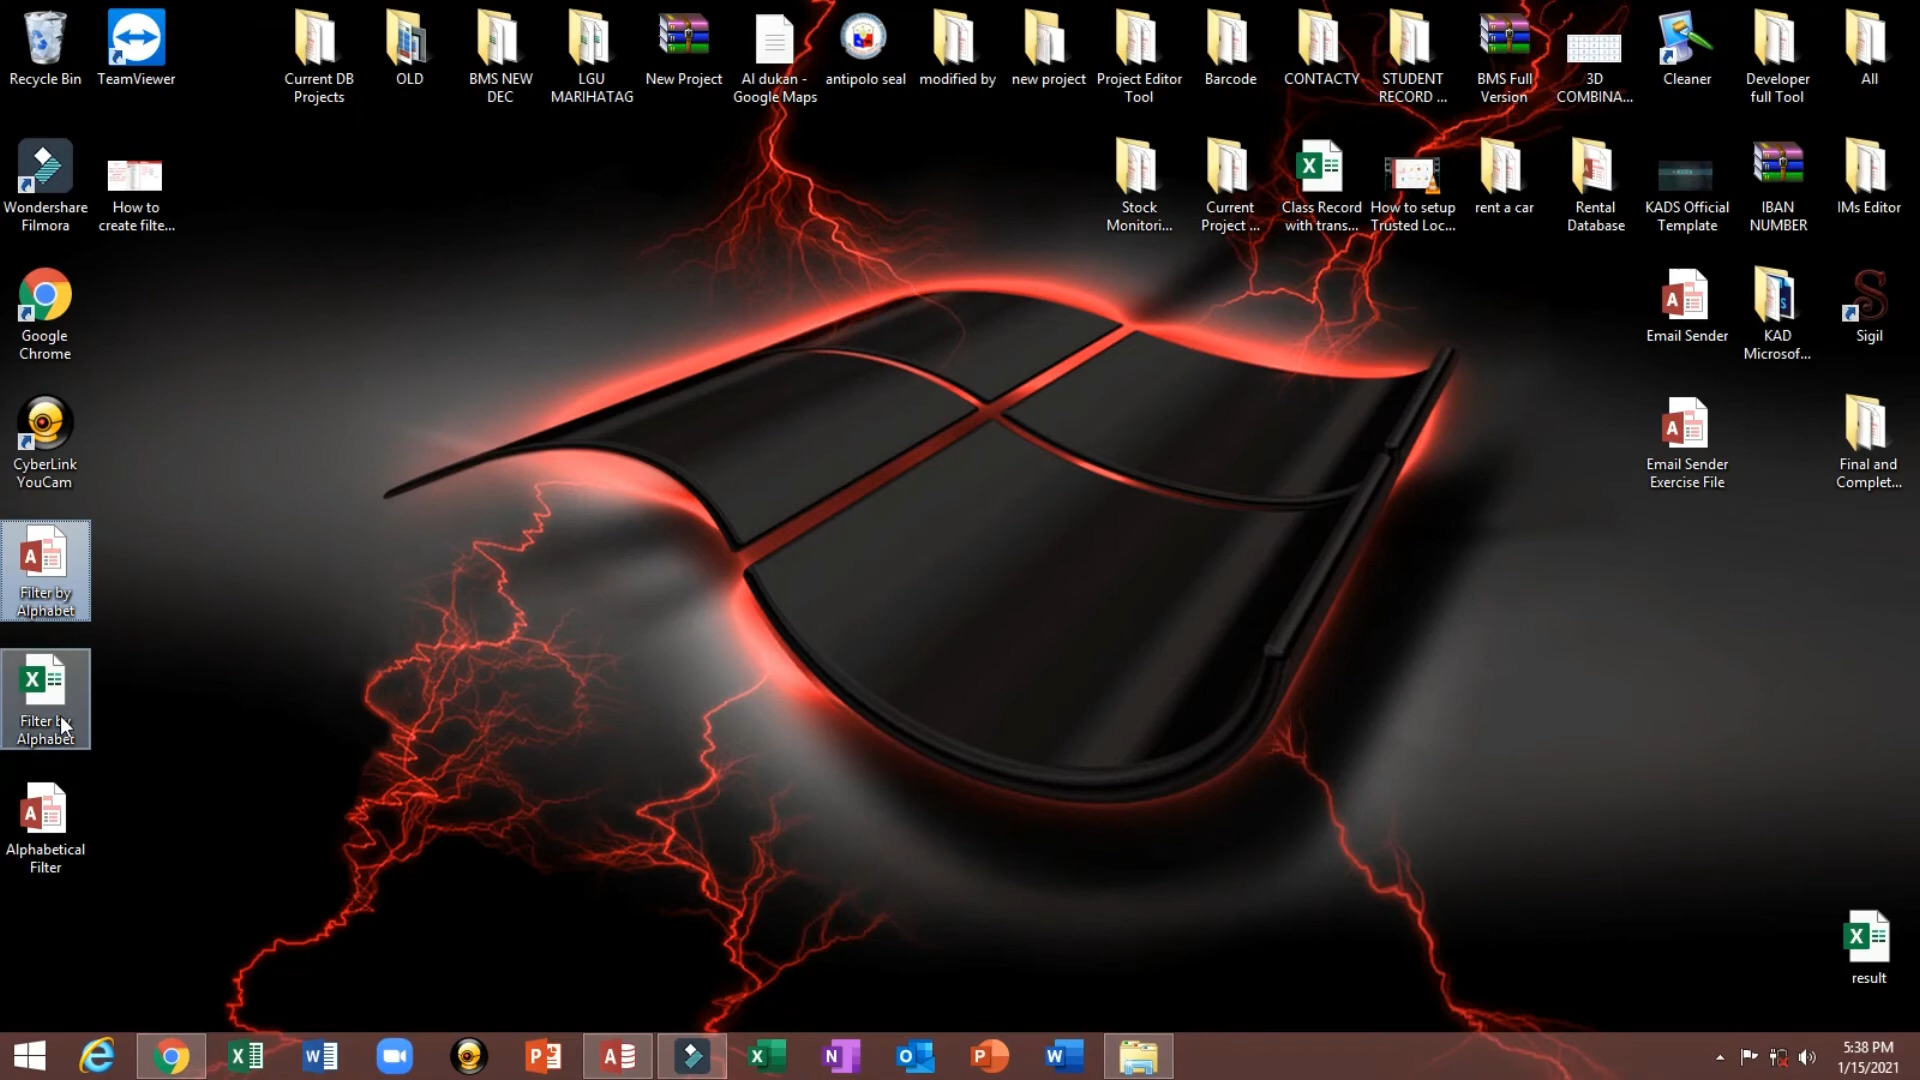 Recycle Bin
TeamViewer
Current DB
Projects
OLD
BMS NEW
DEC
LGU
MARIHATAG
New Project
Al dukan -
Google Maps
antipolo seal
modified by
new project
Project Editor
Tool
Barcode
CONTACTY
STUDENT
RECORD ...
BMS Full
Version
3D
COMBINA...
Cleaner
Developer
full Tool
All
Wondershare
Filmora
How to
create filte...
Stock
Monitori...
Current
Project ...
Class Record
with trans...
How to setup
Trusted Loc...
rent a car
Rental
Database
KADS Official
Template
IBAN
NUMBER
IMs Editor
Google
Chrome
Email Sender
KAD
Microsof...
Sigil
CyberLink
YouCam
Email Sender
Exercise File
Final and
Complet...
Filter by
Alphabet
Filter by
Alphabet
Alphabetical
Filter
result
5:38 PM
1/15/2021